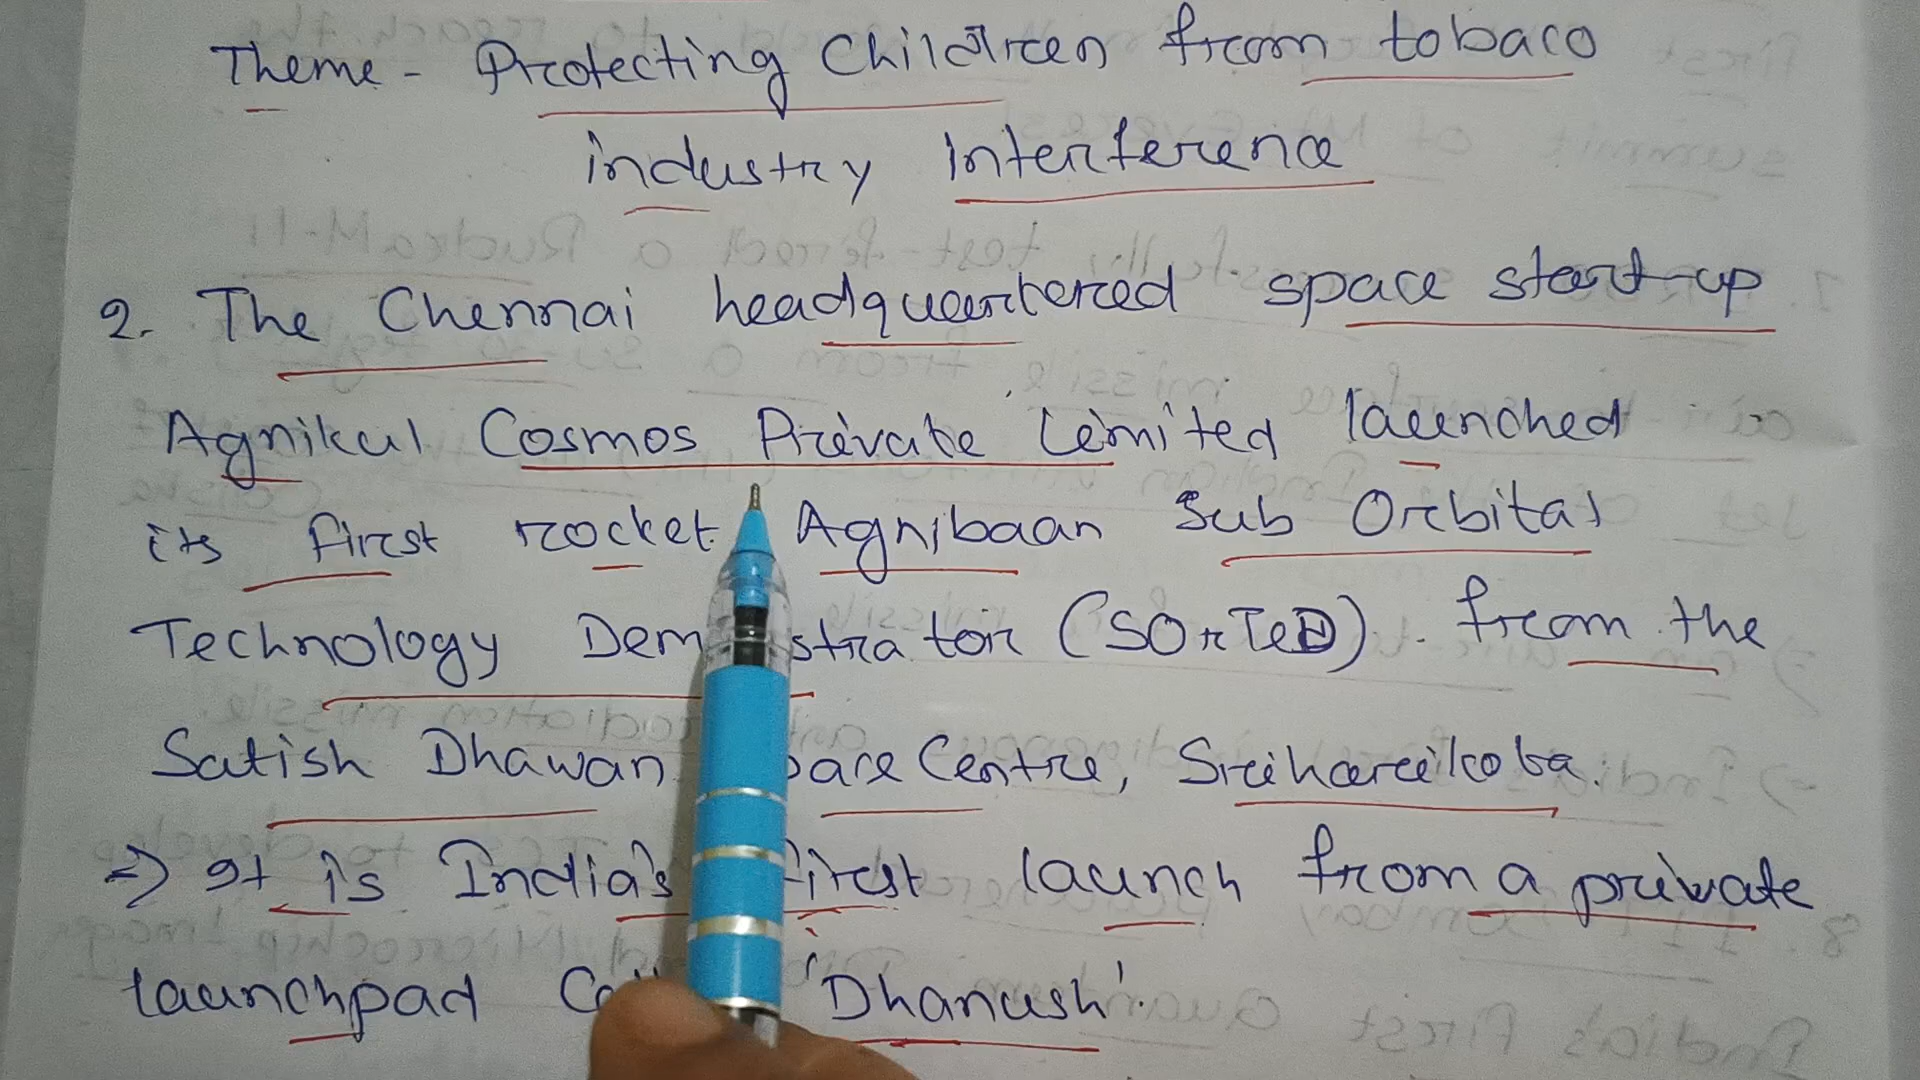 Theme - Protecting Children from tobaco
industry Interference
2. The Chennai headquartered space start-up
Agnikul Cosmos Private Limited launched
its first rocket Agnibaan Sub Orbital
Technology Dem strator (SOrTeD). from the
Satish Dhawan pace Centre, Sriharikota.
⇒ It is India's first launch from a private
launchpad 'Dhanush'.